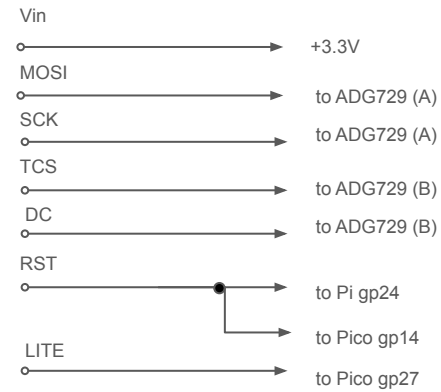 Vin
+3.3V
MOSI
to ADG729 (A)
SCK
to ADG729 (A)
TCS
to ADG729 (B)
DC
to ADG729 (B)
RST
to Pi gp24
to Pico gp14
LITE
to Pico gp27